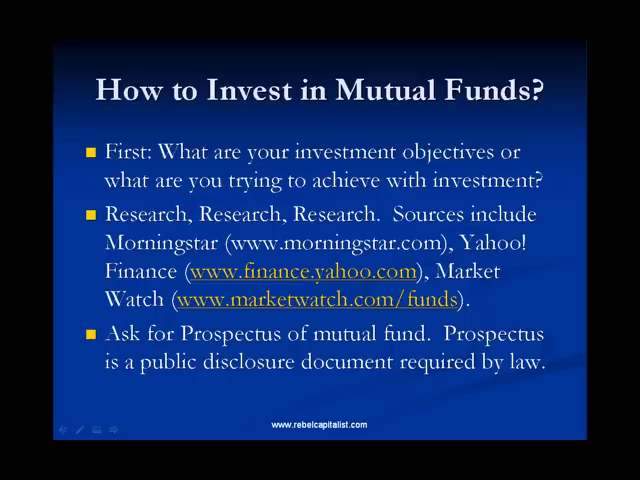 How to Invest in Mutual Funds?
First: What are your investment objectives or
what are you trying to achieve with investment?
Research, Research, Research.  Sources include
Morningstar (www.morningstar.com), Yahoo!
Finance (www.finance.yahoo.com), Market
Watch (www.marketwatch.com/funds).
Ask for Prospectus of mutual fund.  Prospectus
is a public disclosure document required by law.
www.rebelcapitalist.com